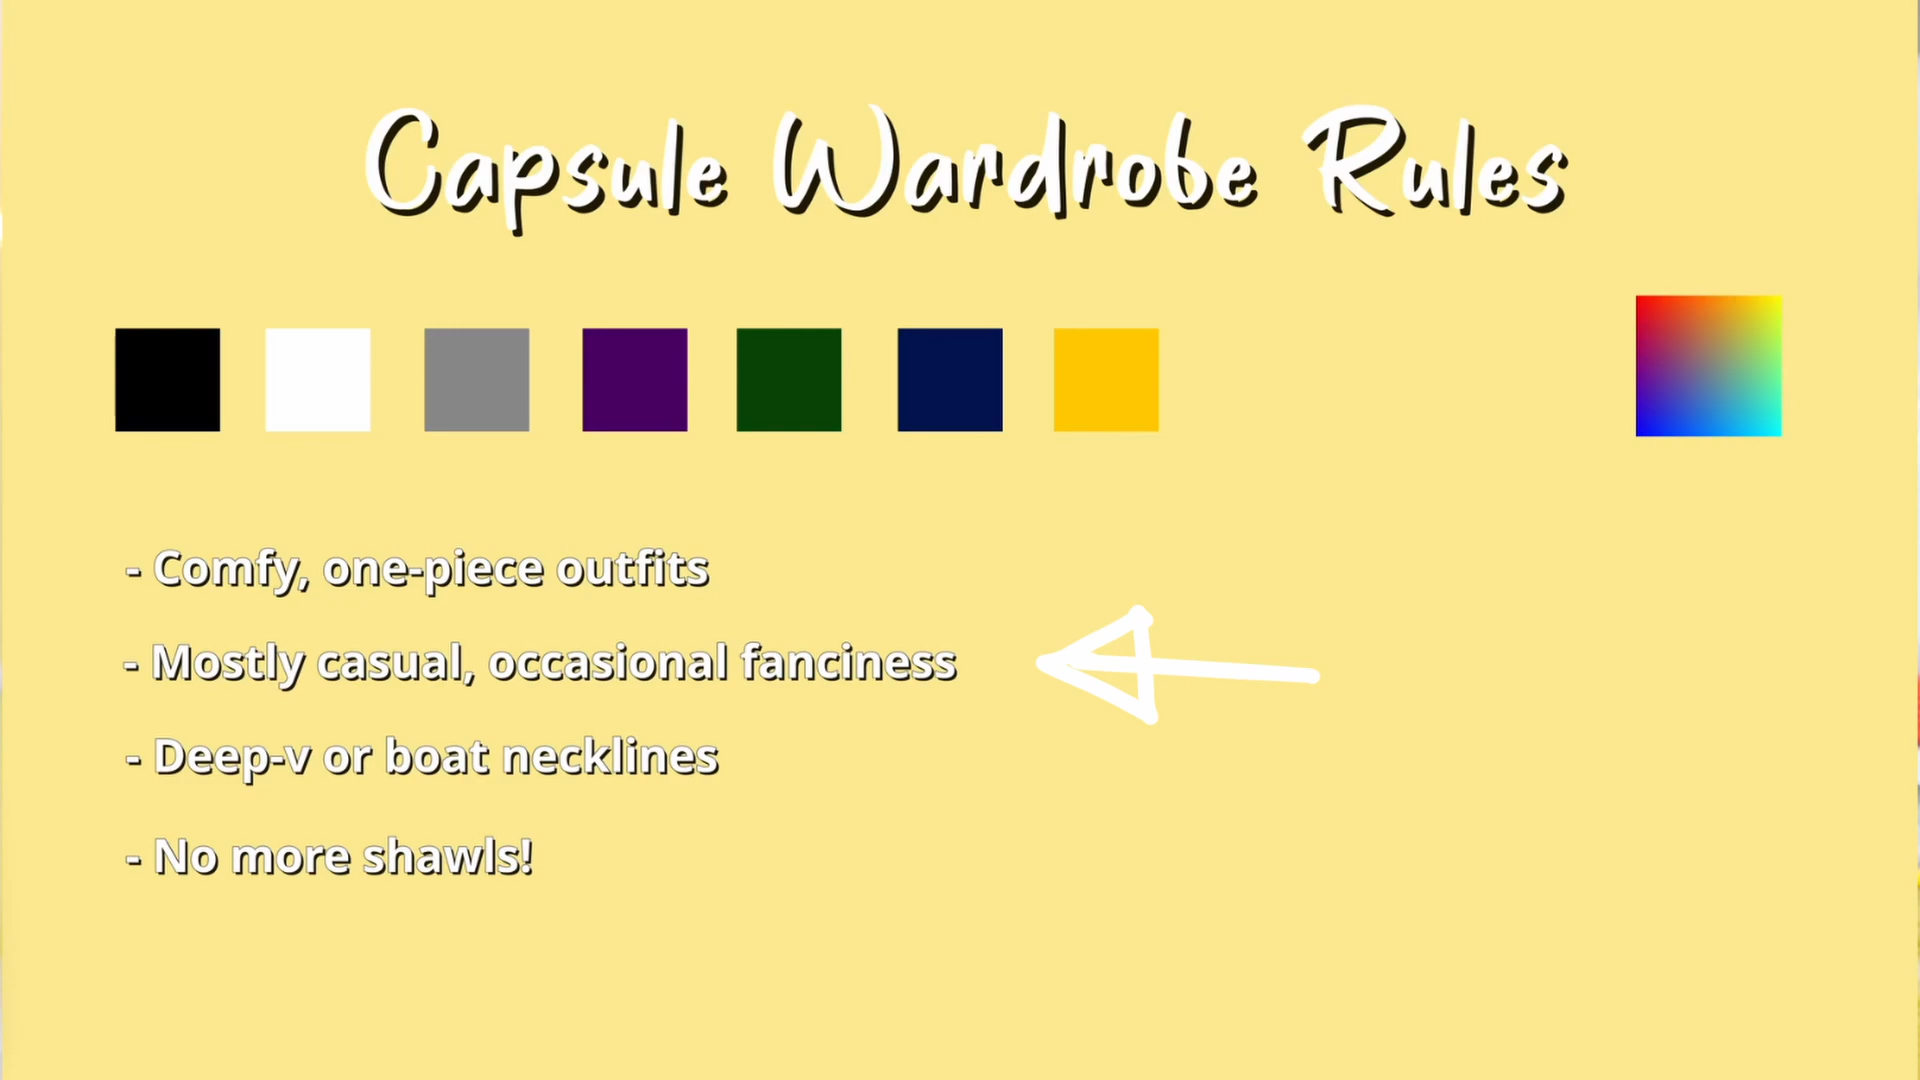 Capsule Wardrobe Rules
- Comfy, one-piece outfits
- Mostly casual, occasional fanciness
- Deep-v or boat necklines
- No more shawls!